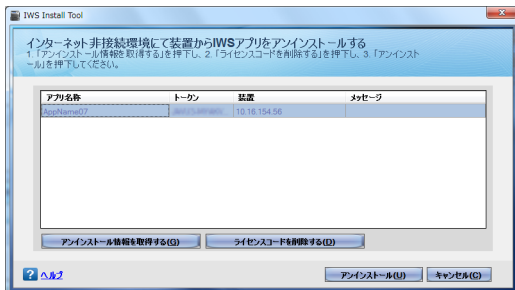 IWS Install Tool
インターネット非接続環境にて装置からIWSアプリをアンインストールする
1.「アンインストール情報を取得する」を押下し、2.「ライセンスコードを削除する」を押下し、3.「アンインスト
ール」を押下してください。
アプリ名称 トークン 装置 メッセージ
AppName07 10.16.154.56
アンインストール情報を取得する(G) ライセンスコードを削除する(D)
ヘルプ アンインストール(U) キャンセル(C)